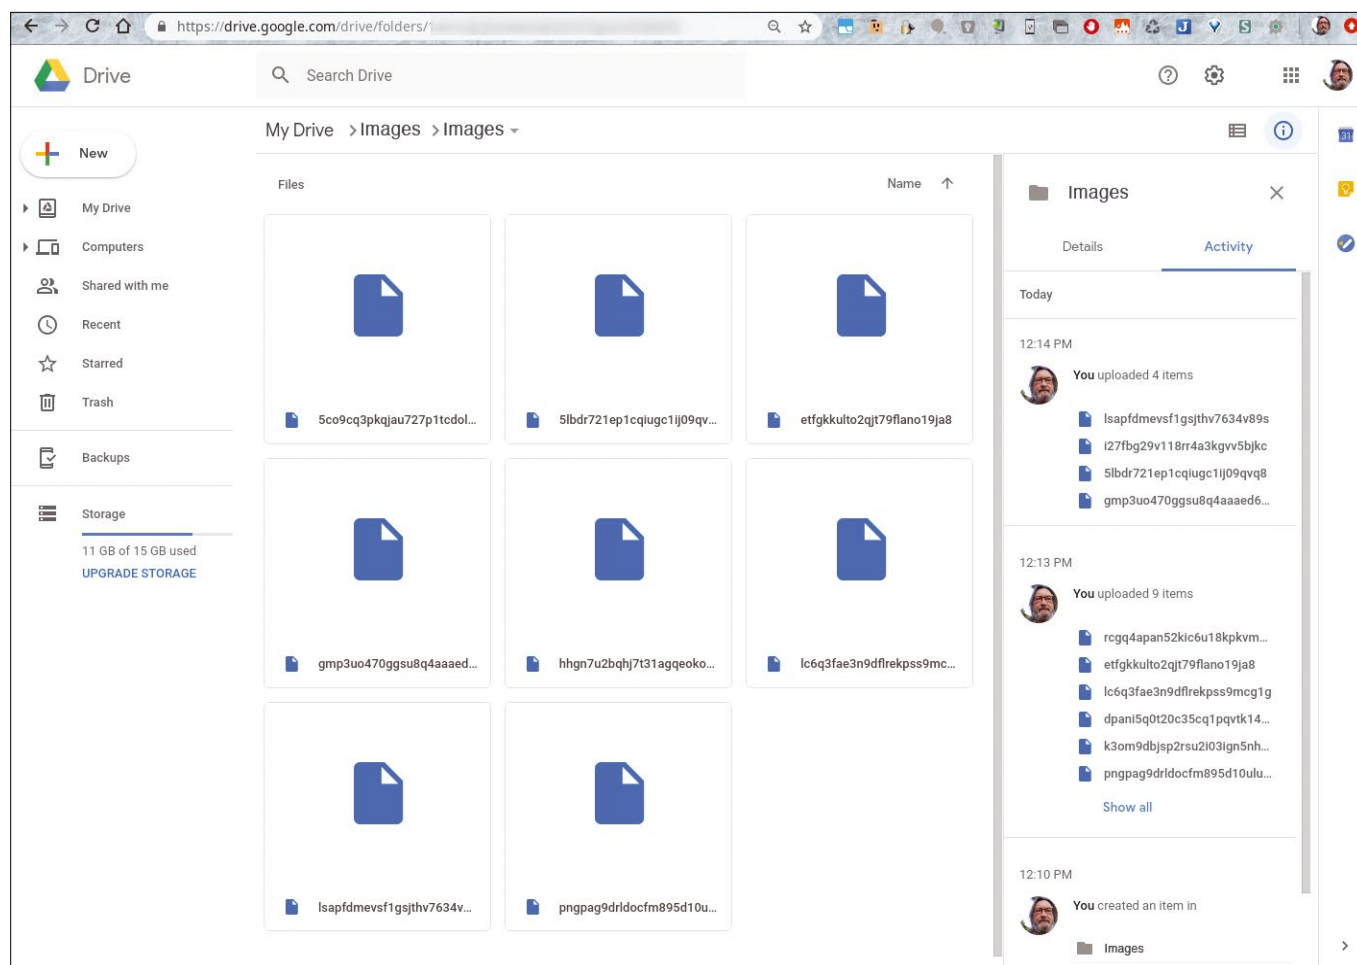 https://drive.google.com/drive/folders/
Drive
Search Drive
My Drive > Images > Images
New
My Drive
Computers
Shared with me
Recent
Starred
Trash
Backups
Storage
11 GB of 15 GB used
UPGRADE STORAGE
Files
Name
5co9cq3pkqjau727p1tcdol...
5lbdr721ep1cqiugc1ij09qv...
etfgkkulto2qjt79flano19ja8
gmp3uo470ggsu8q4aaaed...
hhgn7u2bqhj7t31agqeoko...
lc6q3fae3n9dflrekpss9mc...
lsapfdmevsf1gsjthv7634v...
pngpag9drldocfm895d10u...
Images
Details
Activity
Today
12:14 PM
You uploaded 4 items
lsapfdmevsf1gsjthv7634v89s
i27fbg29v118rr4a3kgvv5bjkc
5lbdr721ep1cqiugc1ij09qvq8
gmp3uo470ggsu8q4aaaed6...
12:13 PM
You uploaded 9 items
rcgq4apan52kic6u18kpkvm...
etfgkkulto2qjt79flano19ja8
lc6q3fae3n9dflrekpss9mcg1g
dpani5q0t20c35cq1pqvtk14...
k3om9dbjsp2rsu2i03ign5nh...
pngpag9drldocfm895d10ulu...
Show all
12:10 PM
You created an item in
Images
31